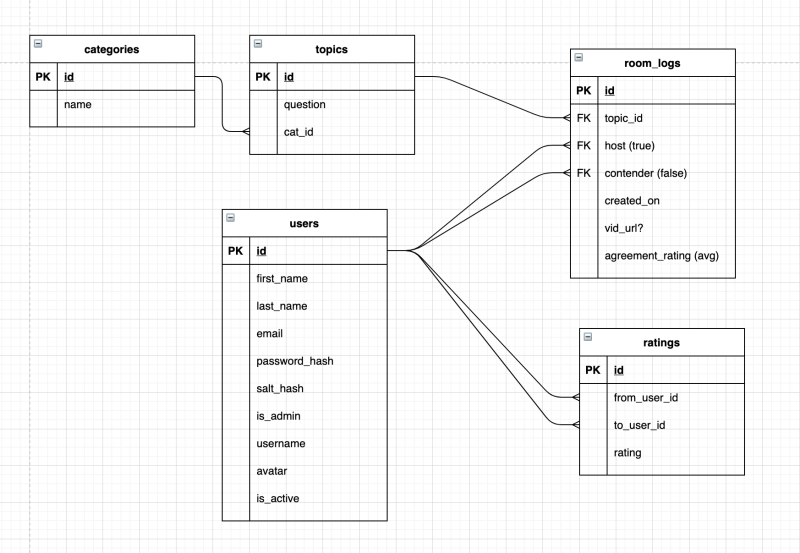 categories
PK id
name
topics
PK id
question
cat_id
room_logs
PK id
FK topic_id
FK host (true)
FK contender (false)
created_on
vid_url?
agreement_rating (avg)
users
PK id
first_name
last_name
email
password_hash
salt_hash
is_admin
username
avatar
is_active
ratings
PK id
from_user_id
to_user_id
rating